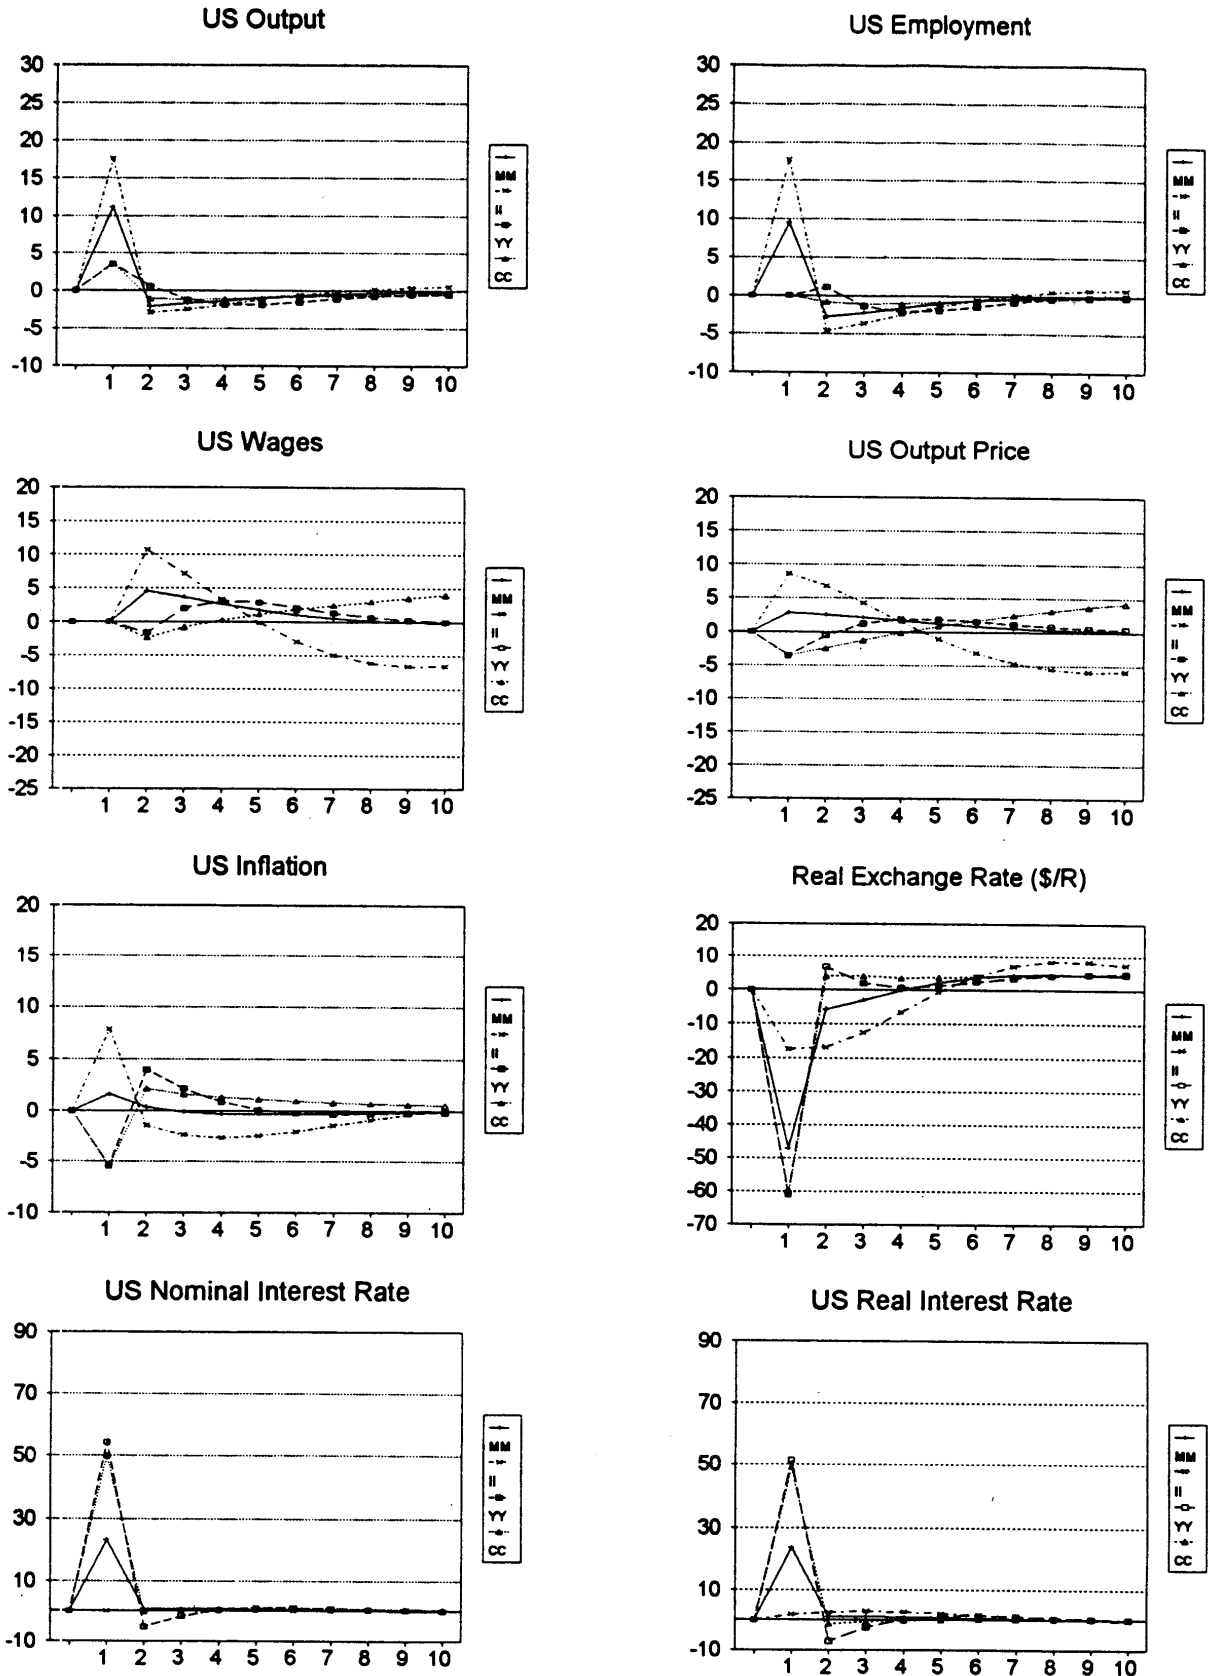 US Output
30
25
20
15
10
5
0
-5
-10
1 2 3 4 5 6 7 8 9 10
MM
II
YY
CC
US Employment
30
25
20
15
10
5
0
-5
-10
1 2 3 4 5 6 7 8 9 10
MM
II
YY
CC
US Wages
20
15
10
5
0
-5
-10
-15
-20
-25
1 2 3 4 5 6 7 8 9 10
MM
II
YY
CC
US Output Price
20
15
10
5
0
-5
-10
-15
-20
-25
1 2 3 4 5 6 7 8 9 10
MM
II
YY
CC
US Inflation
20
15
10
5
0
-5
-10
1 2 3 4 5 6 7 8 9 10
MM
II
YY
CC
Real Exchange Rate ($/R)
20
10
0
-10
-20
-30
-40
-50
-60
-70
1 2 3 4 5 6 7 8 9 10
MM
II
YY
CC
US Nominal Interest Rate
90
70
50
30
10
-10
1 2 3 4 5 6 7 8 9 10
MM
II
YY
CC
US Real Interest Rate
90
70
50
30
10
-10
1 2 3 4 5 6 7 8 9 10
MM
II
YY
CC